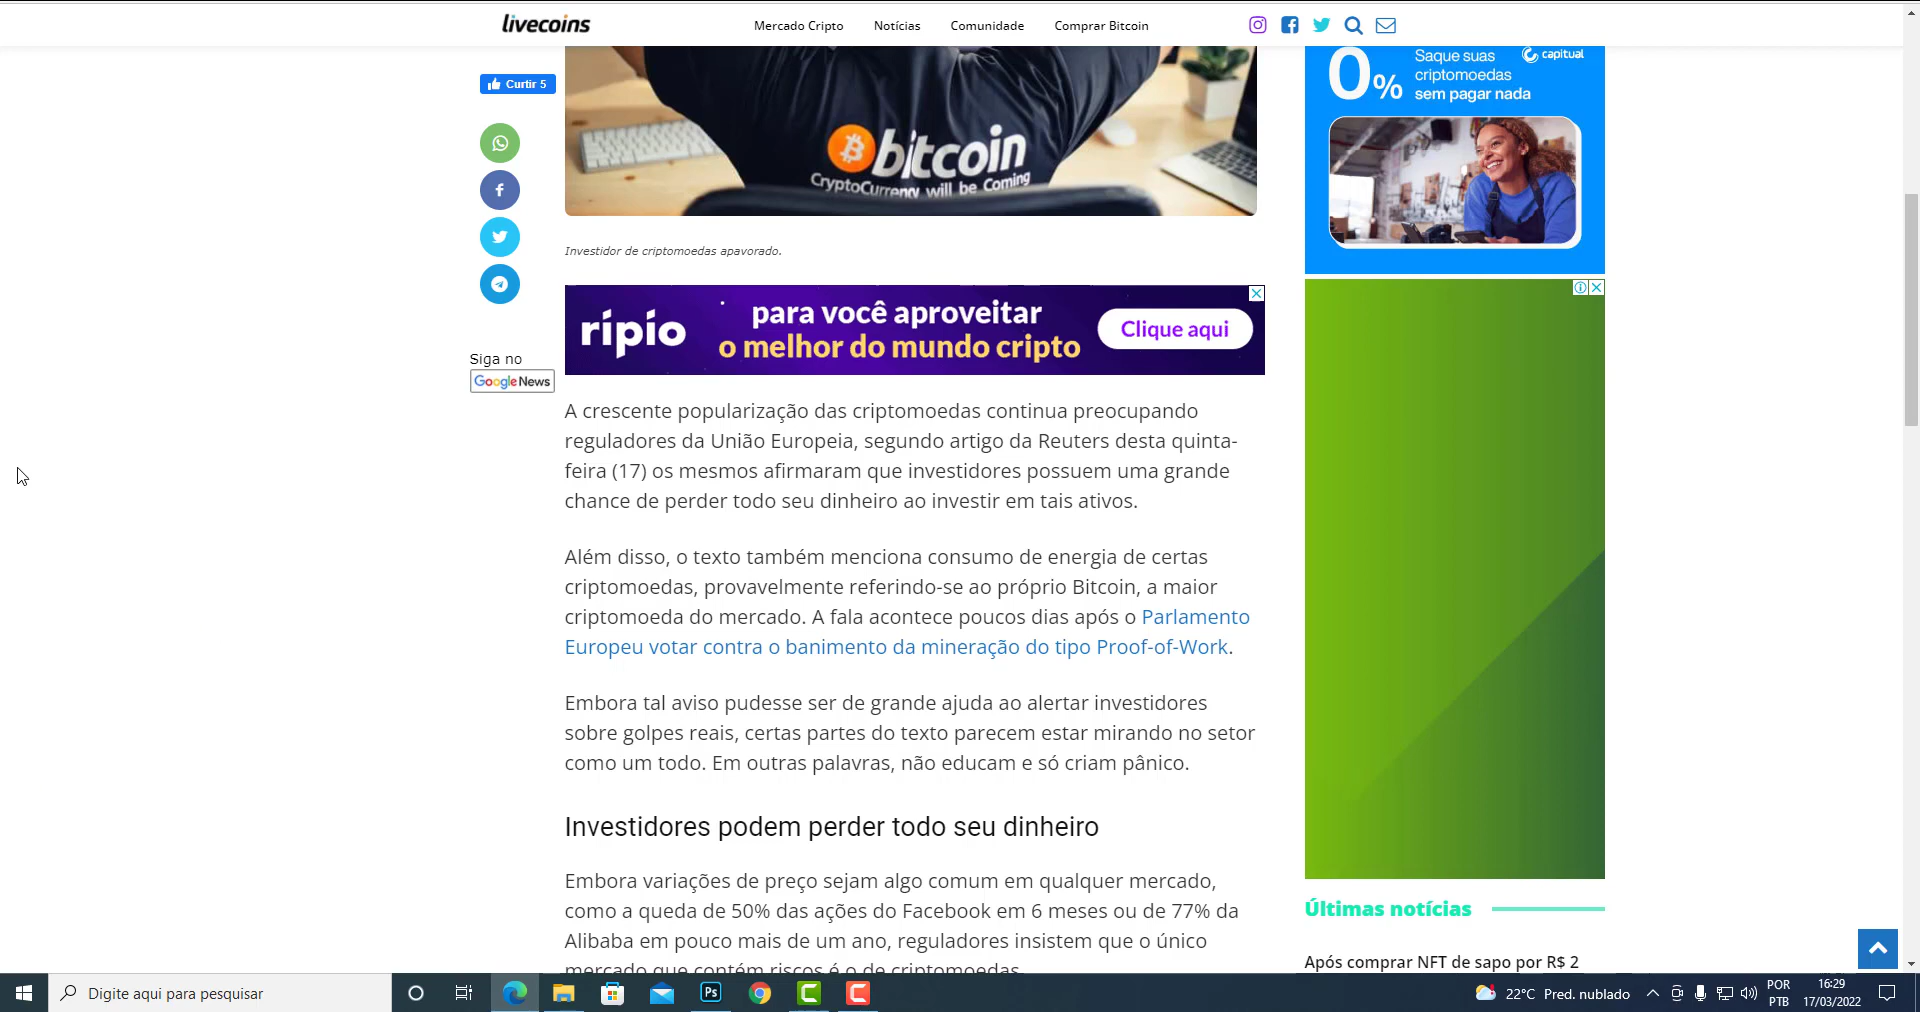 livecoins
Mercado Cripto
Notícias
Comunidade
Comprar Bitcoin
Curtir 5
bitcoin
CryptoCurrency will be Coming
0%
Saque suas
criptomoedas
sem pagar nada
capitual
Investidor de criptomoedas apavorado.
ripio
para você aproveitar
o melhor do mundo cripto
Clique aqui
Siga no
Google News
A crescente popularização das criptomoedas continua preocupando
reguladores da União Europeia, segundo artigo da Reuters desta quinta-
feira (17) os mesmos afirmaram que investidores possuem uma grande
chance de perder todo seu dinheiro ao investir em tais ativos.
Além disso, o texto também menciona consumo de energia de certas
criptomoedas, provavelmente referindo-se ao próprio Bitcoin, a maior
criptomoeda do mercado. A fala acontece poucos dias após o Parlamento
Europeu votar contra o banimento da mineração do tipo Proof-of-Work.
Embora tal aviso pudesse ser de grande ajuda ao alertar investidores
sobre golpes reais, certas partes do texto parecem estar mirando no setor
como um todo. Em outras palavras, não educam e só criam pânico.
Investidores podem perder todo seu dinheiro
Embora variações de preço sejam algo comum em qualquer mercado,
como a queda de 50% das ações do Facebook em 6 meses ou de 77% da
Alibaba em pouco mais de um ano, reguladores insistem que o único
mercado que contém riscos é o de criptomoedas.
Últimas notícias
Após comprar NFT de sapo por R$ 2
Digite aqui para pesquisar
Ps
22°C Pred. nublado
POR
PTB
16:29
17/03/2022